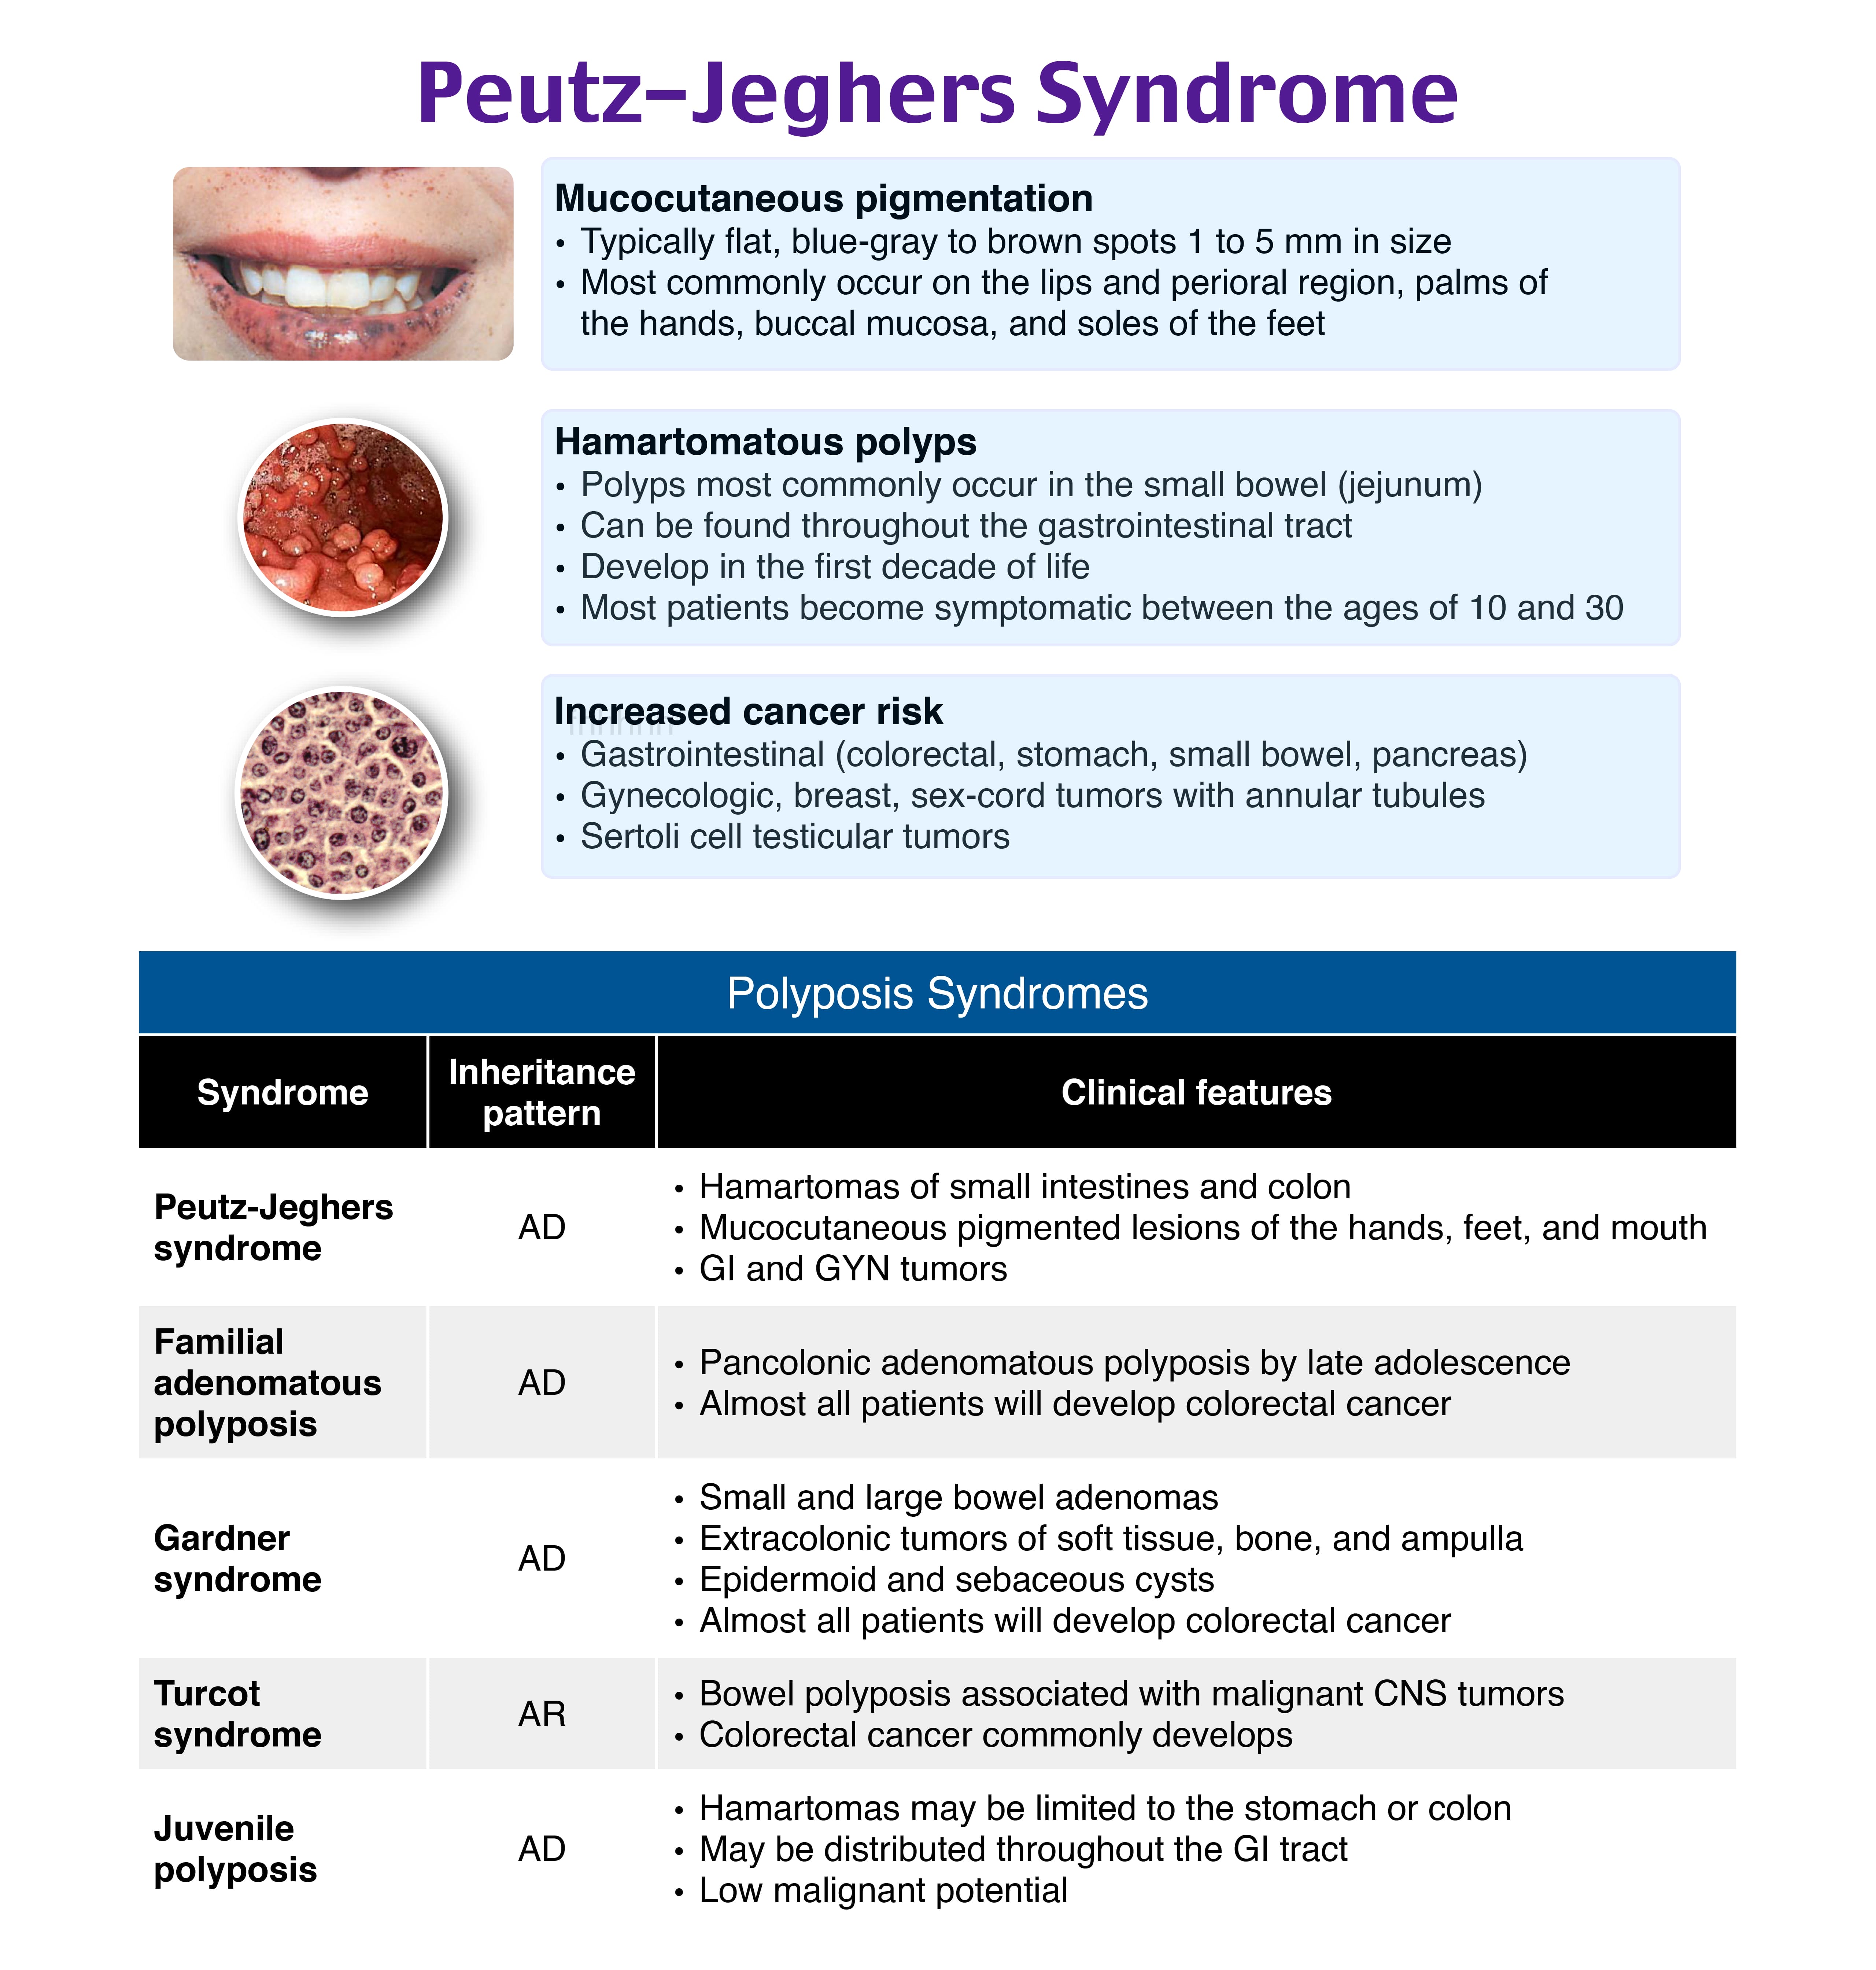 Peutz-Jeghers Syndrome
Mucocutaneous pigmentation
• Typically flat, blue-gray to brown spots 1 to 5 mm in size
• Most commonly occur on the lips and perioral region, palms of
the hands, buccal mucosa, and soles of the feet
Hamartomatous polyps
• Polyps most commonly occur in the small bowel (jejunum)
• Can be found throughout the gastrointestinal tract
• Develop in the first decade of life
• Most patients become symptomatic between the ages of 10 and 30
Increased cancer risk
• Gastrointestinal (colorectal, stomach, small bowel, pancreas)
• Gynecologic, breast, sex-cord tumors with annular tubules
• Sertoli cell testicular tumors
Polyposis Syndromes
Syndrome
Inheritance
pattern
Clinical features
Peutz-Jeghers
syndrome
AD
• Hamartomas of small intestines and colon
• Mucocutaneous pigmented lesions of the hands, feet, and mouth
• GI and GYN tumors
Familial
adenomatous
polyposis
AD
• Pancolonic adenomatous polyposis by late adolescence
• Almost all patients will develop colorectal cancer
Gardner
syndrome
AD
• Small and large bowel adenomas
• Extracolonic tumors of soft tissue, bone, and ampulla
• Epidermoid and sebaceous cysts
• Almost all patients will develop colorectal cancer
Turcot
syndrome
AR
• Bowel polyposis associated with malignant CNS tumors
• Colorectal cancer commonly develops
Juvenile
polyposis
AD
• Hamartomas may be limited to the stomach or colon
• May be distributed throughout the GI tract
• Low malignant potential